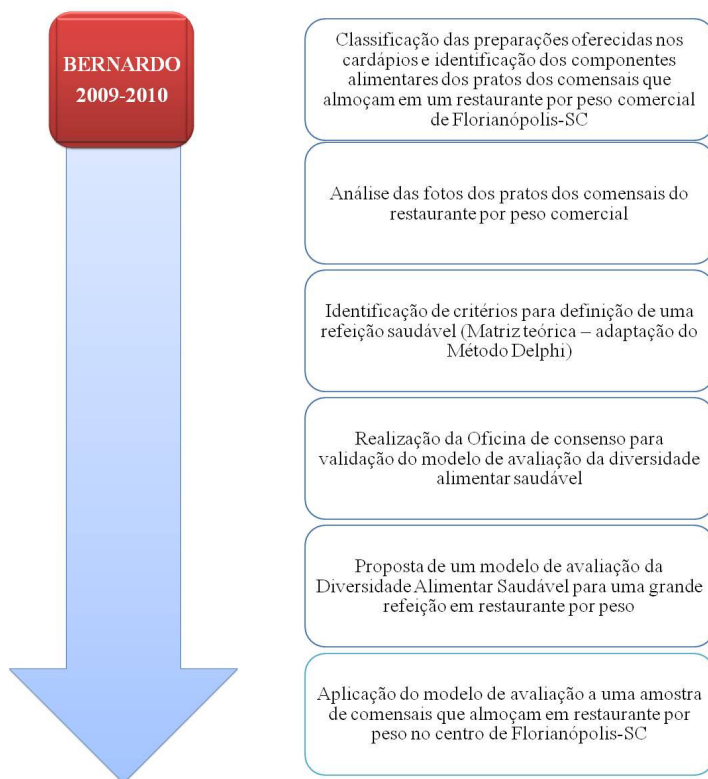 BERNARDO
2009-2010
Classificação das preparações oferecidas nos
cardápios e identificação dos componentes
alimentares dos pratos dos comensais que
almoçam em um restaurante por peso comercial
de Florianópolis-SC
Análise das fotos dos pratos dos comensais do
restaurante por peso comercial
Identificação de critérios para definição de uma
refeição saudável (Matriz teórica – adaptação do
Método Delphi)
Realização da Oficina de consenso para
validação do modelo de avaliação da diversidade
alimentar saudável
Proposta de um modelo de avaliação da
Diversidade Alimentar Saudável para uma grande
refeição em restaurante por peso
Aplicação do modelo de avaliação a uma amostra
de comensais que almoçam em restaurante por
peso no centro de Florianópolis-SC